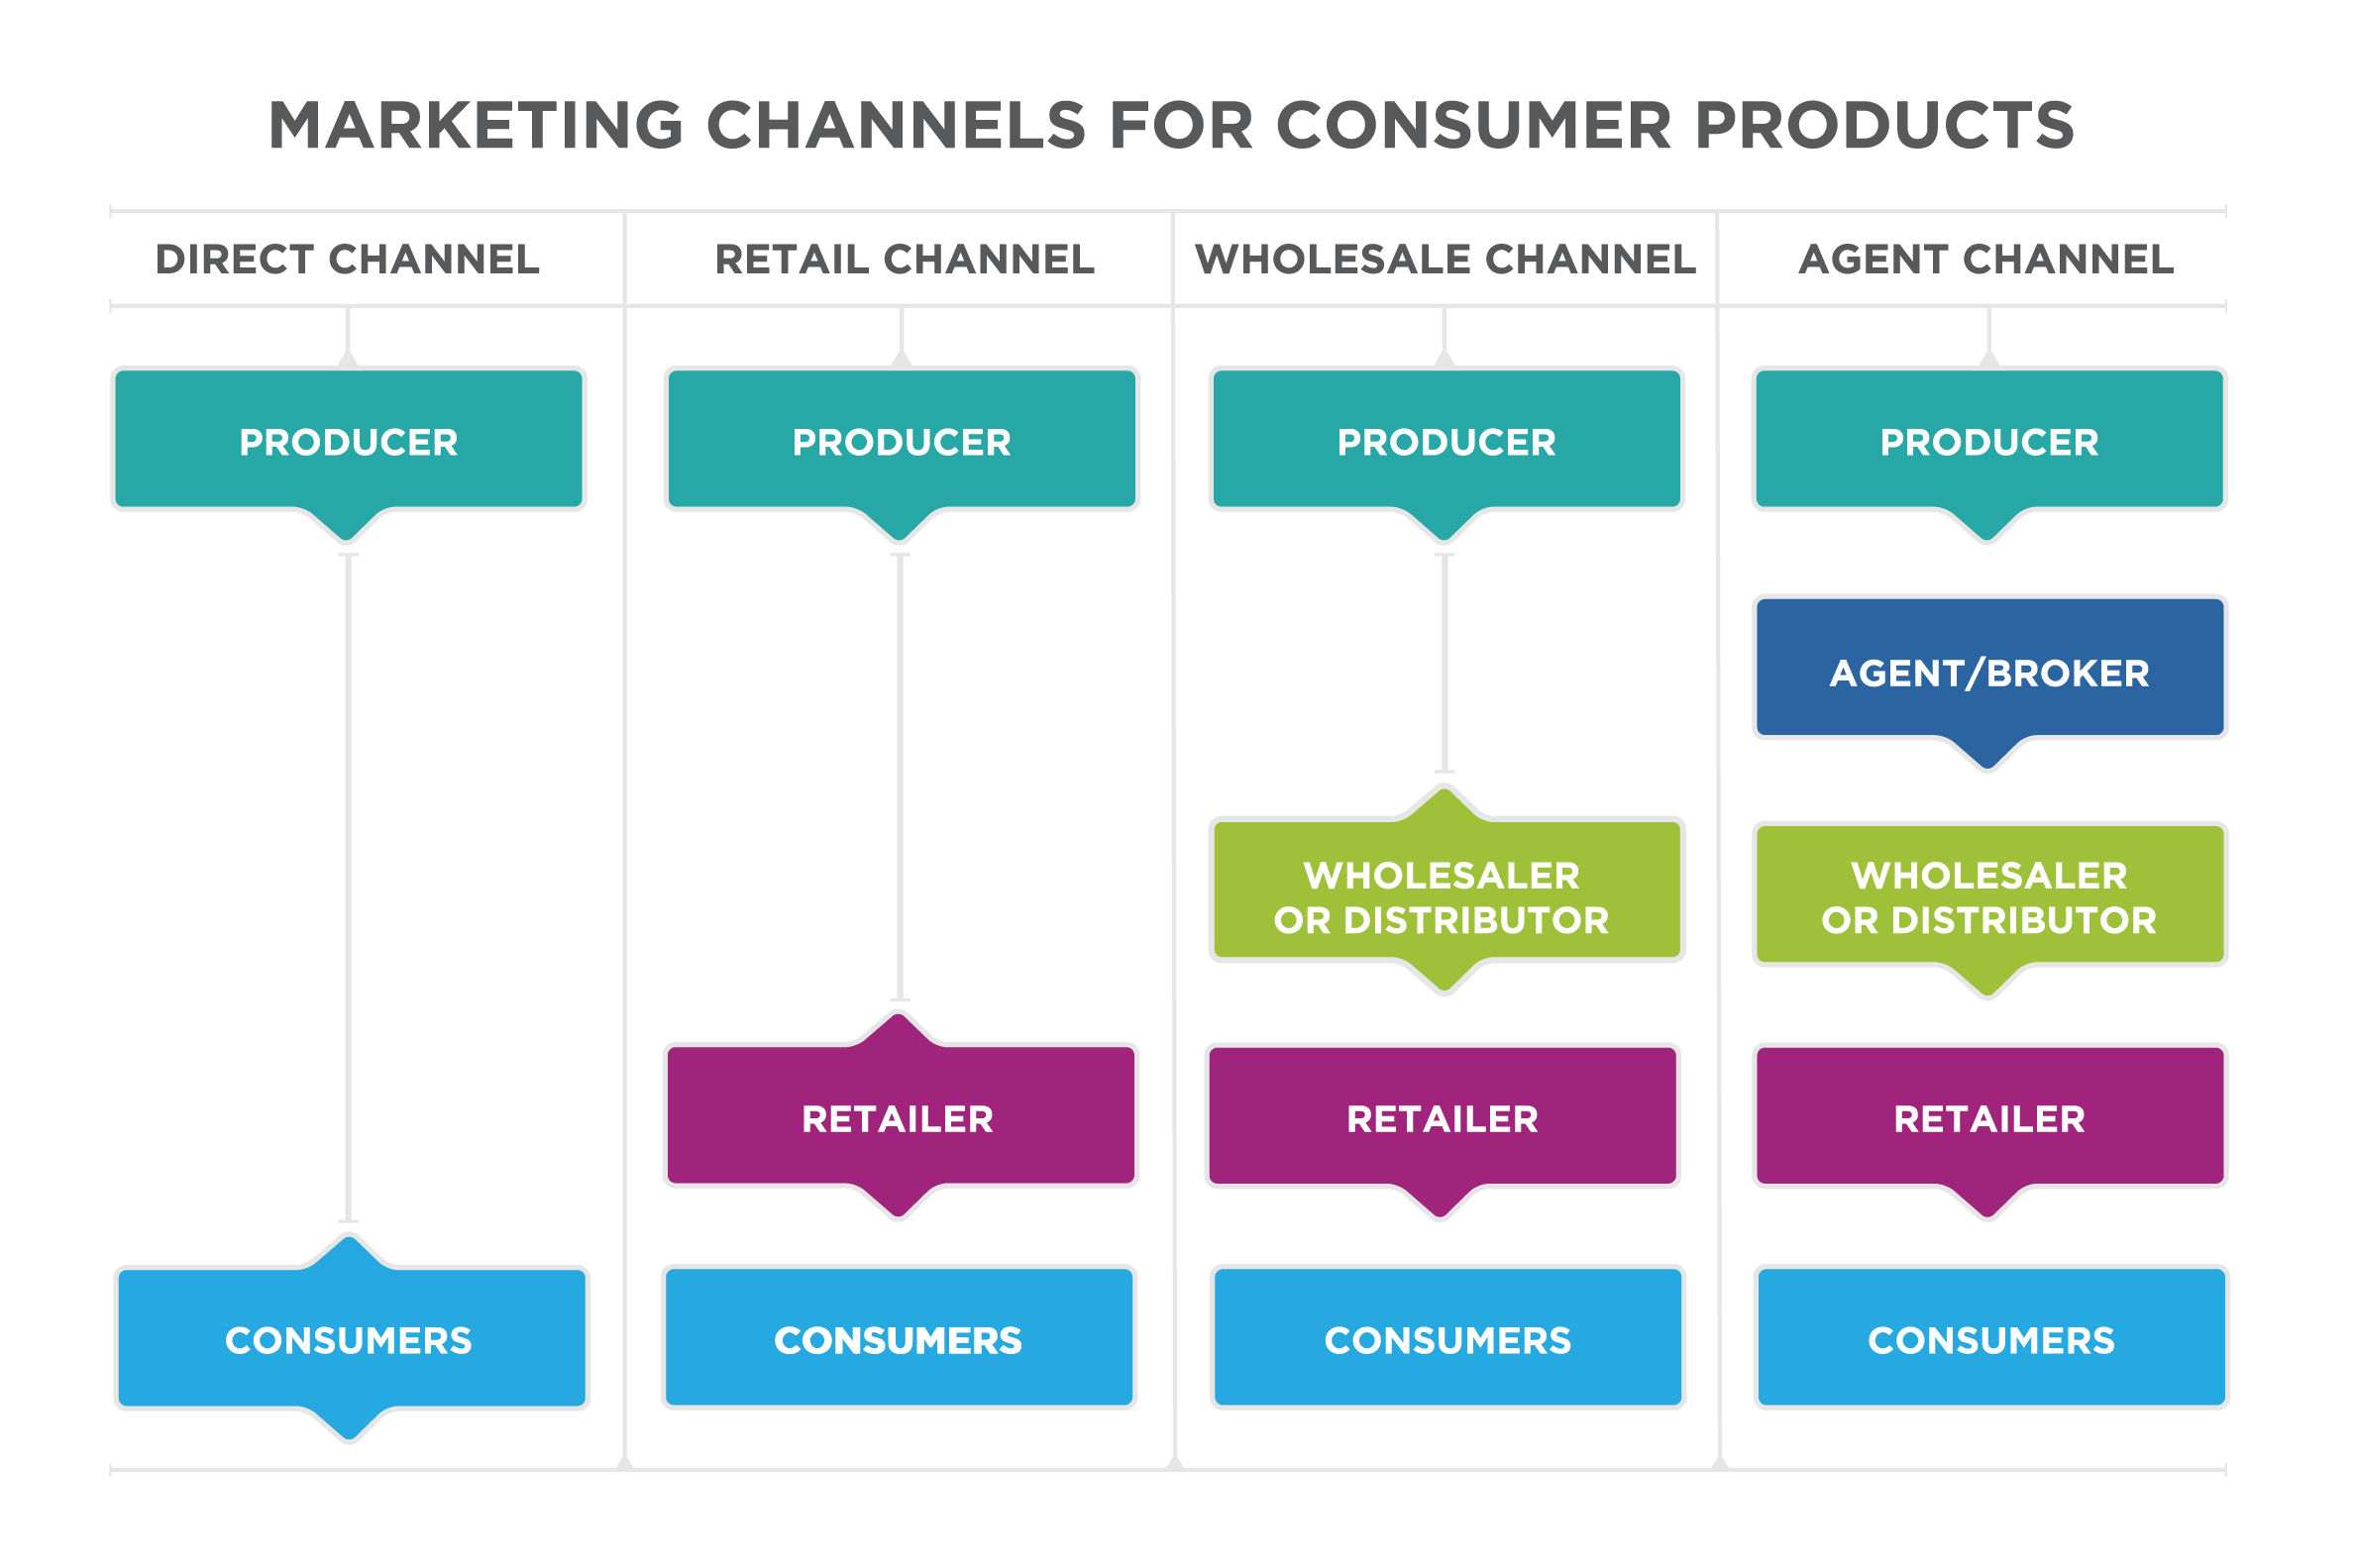 MARKETING CHANNELS FOR CONSUMER PRODUCTS
DIRECT CHANNEL
RETAIL CHANNEL
WHOLESALE CHANNEL
AGENT CHANNEL
PRODUCER
PRODUCER
PRODUCER
PRODUCER
AGENT/BROKER
WHOLESALER
OR DISTRIBUTOR
WHOLESALER
OR DISTRIBUTOR
RETAILER
RETAILER
RETAILER
CONSUMERS
CONSUMERS
CONSUMERS
CONSUMERS